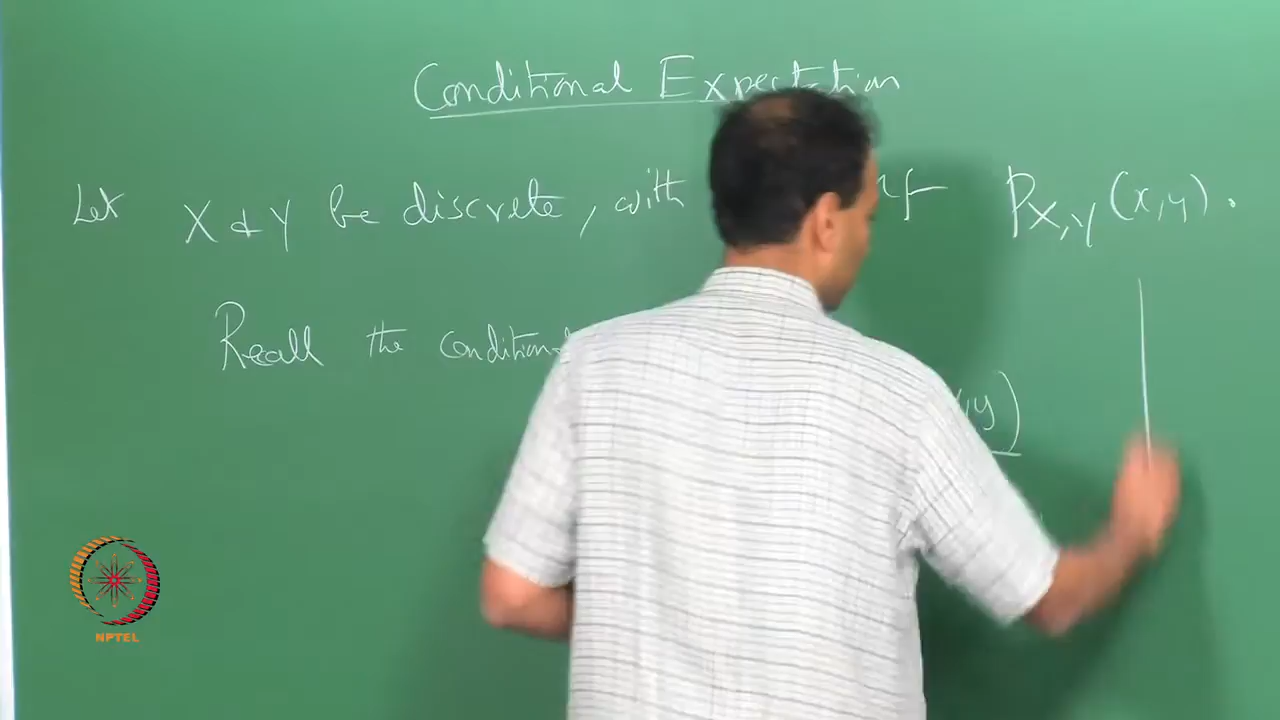 Conditional Expectation
Let X & Y be discrete, with pX,Y (x,y).
Recall the conditional
,y)
NPTEL